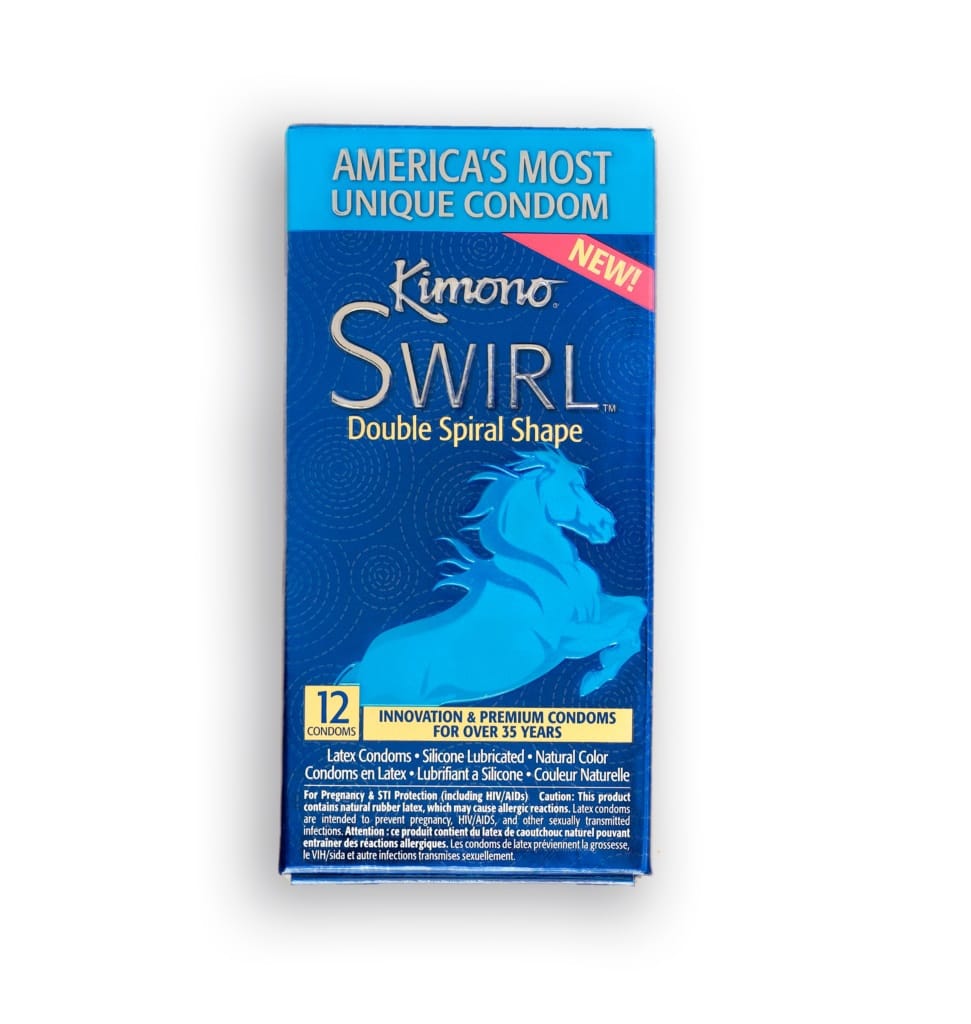 AMERICA'S MOST
UNIQUE CONDOM
NEW!
Kimono®
SWIRL™
Double Spiral Shape
12
CONDOMS
INNOVATION & PREMIUM CONDOMS
FOR OVER 35 YEARS
Latex Condoms • Silicone Lubricated • Natural Color
Condoms en Latex • Lubrifiant a Silicone • Couleur Naturelle
For Pregnancy & STI Protection (including HIV/AIDs) Caution: This product
contains natural rubber latex, which may cause allergic reactions. Latex condoms
are intended to prevent pregnancy, HIV/AIDS, and other sexually transmitted
infections. Attention : ce produit contient du latex de caoutchouc naturel pouvant
entraîner des réactions allergiques. Les condoms de latex préviennent la grossesse,
le VIH/sida et autre infections transmises sexuellement.